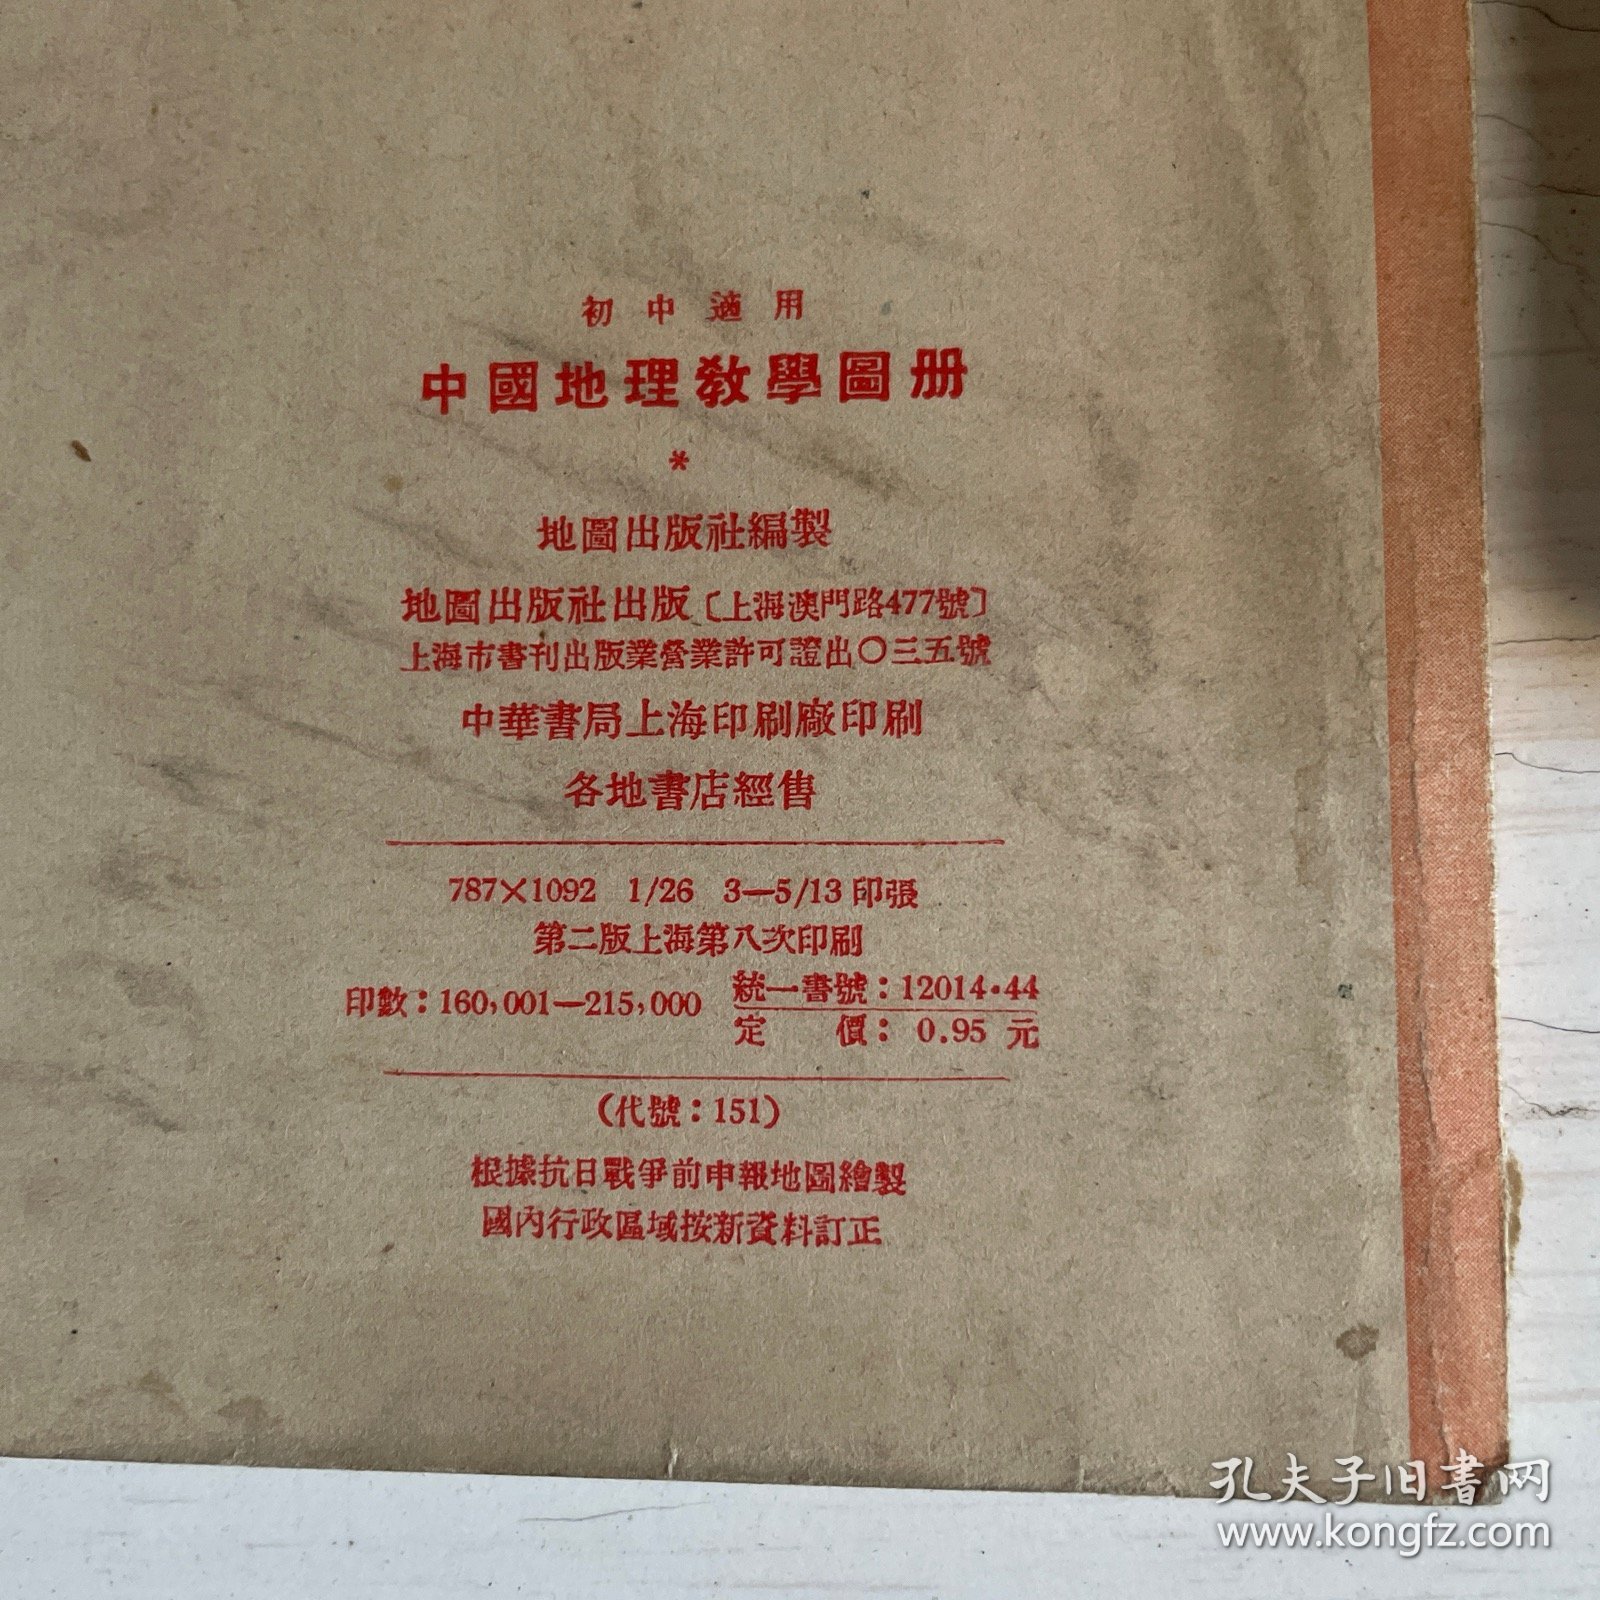 初中適用
中國地理教學圖册
*
地圖出版社編製
地圖出版社出版〔上海澳門路477號〕
上海市書刊出版業營業許可證出〇三五號
中華書局上海印刷廠印刷
各地書店經售
787×1092 1/26 3—5/13 印張
第二版上海第八次印刷
印數：160,001—215,000
統一書號：12014·44
定 價：0.95 元
(代號：151)
根據抗日戰爭前申報地圖繪製
國內行政區域按新資料訂正
孔夫子旧書网
www.kongfz.com